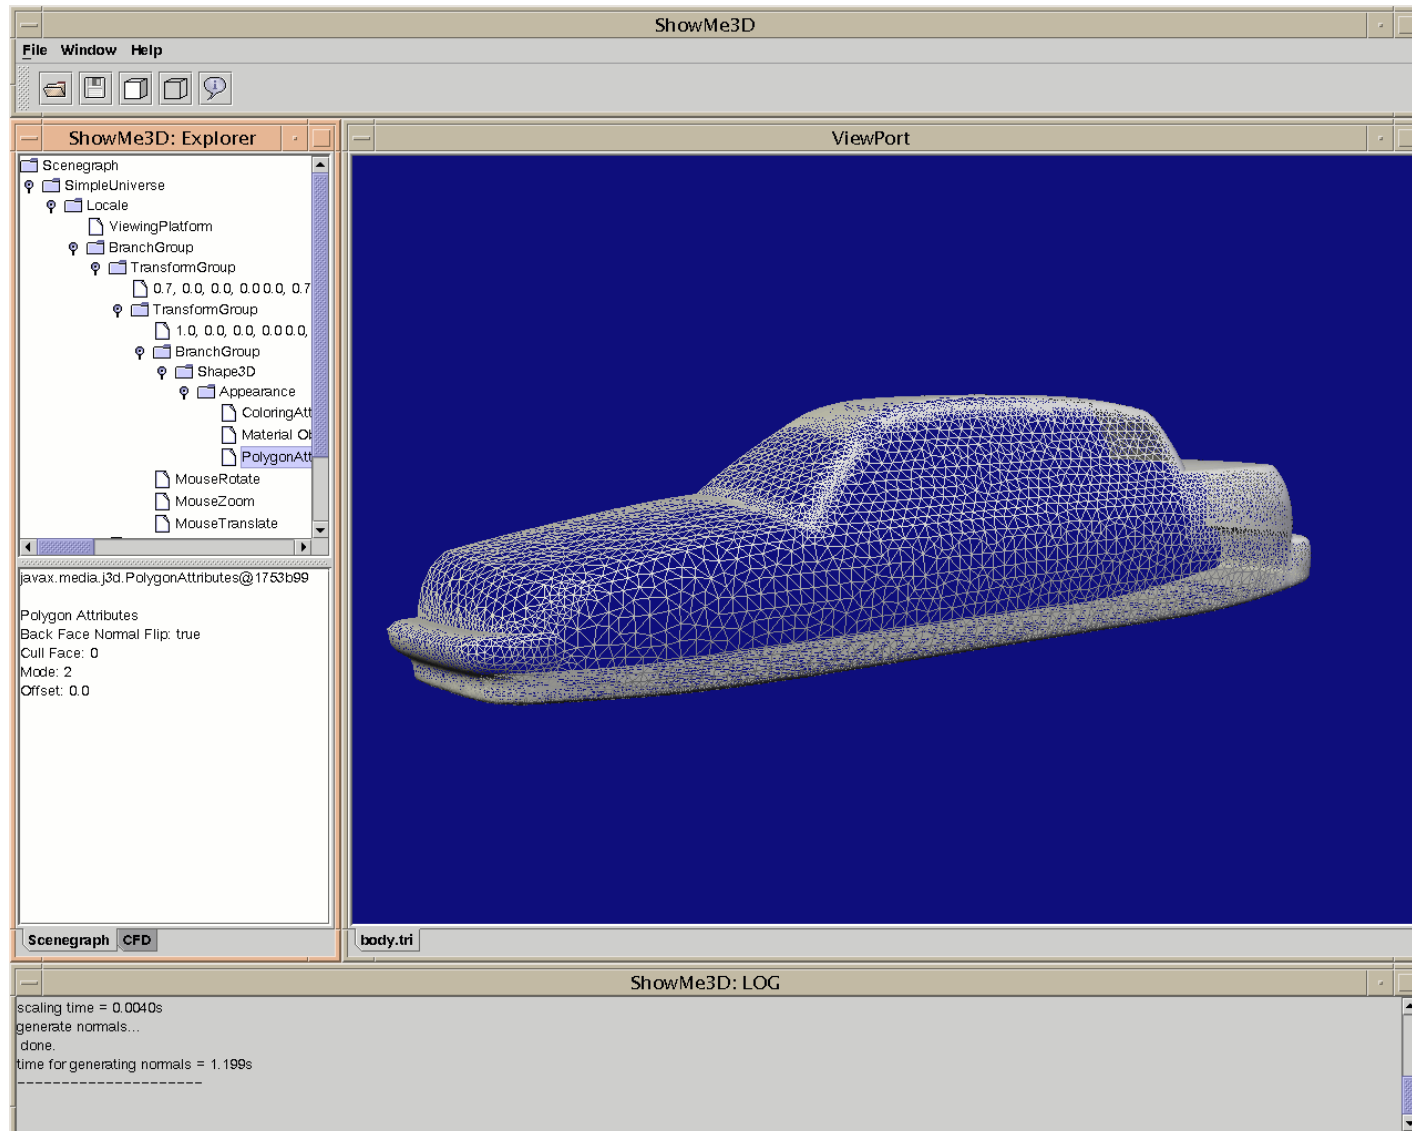 ShowMe3D
File Window Help
ShowMe3D: Explorer
Scenegraph
SimpleUniverse
Locale
ViewingPlatform
BranchGroup
TransformGroup
0.7, 0.0, 0.0, 0.0 0.0, 0.7
TransformGroup
1.0, 0.0, 0.0, 0.0 0.0,
BranchGroup
Shape3D
Appearance
ColoringAtt
Material Ob
PolygonAtt
MouseRotate
MouseZoom
MouseTranslate
javax.media.j3d.PolygonAttributes@1753b99
Polygon Attributes
Back Face Normal Flip: true
Cull Face: 0
Mode: 2
Offset: 0.0
Scenegraph CFD
ViewPort
body.tri
ShowMe3D: LOG
scaling time = 0.0040s
generate normals...
done.
time for generating normals = 1.199s
---------------------